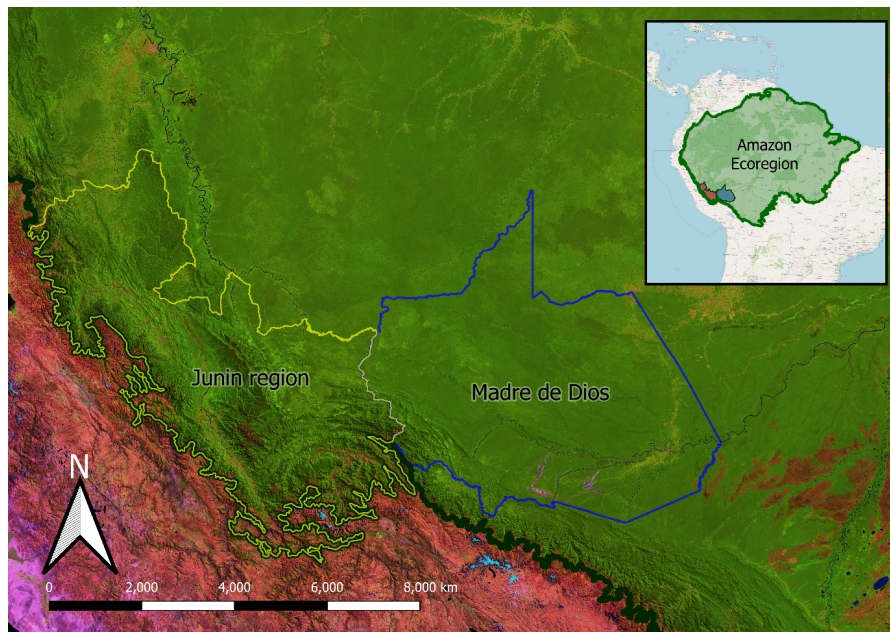 Amazon
Ecoregion
Junin region
Madre de Dios
N
0 2,000 4,000 6,000 8,000 km